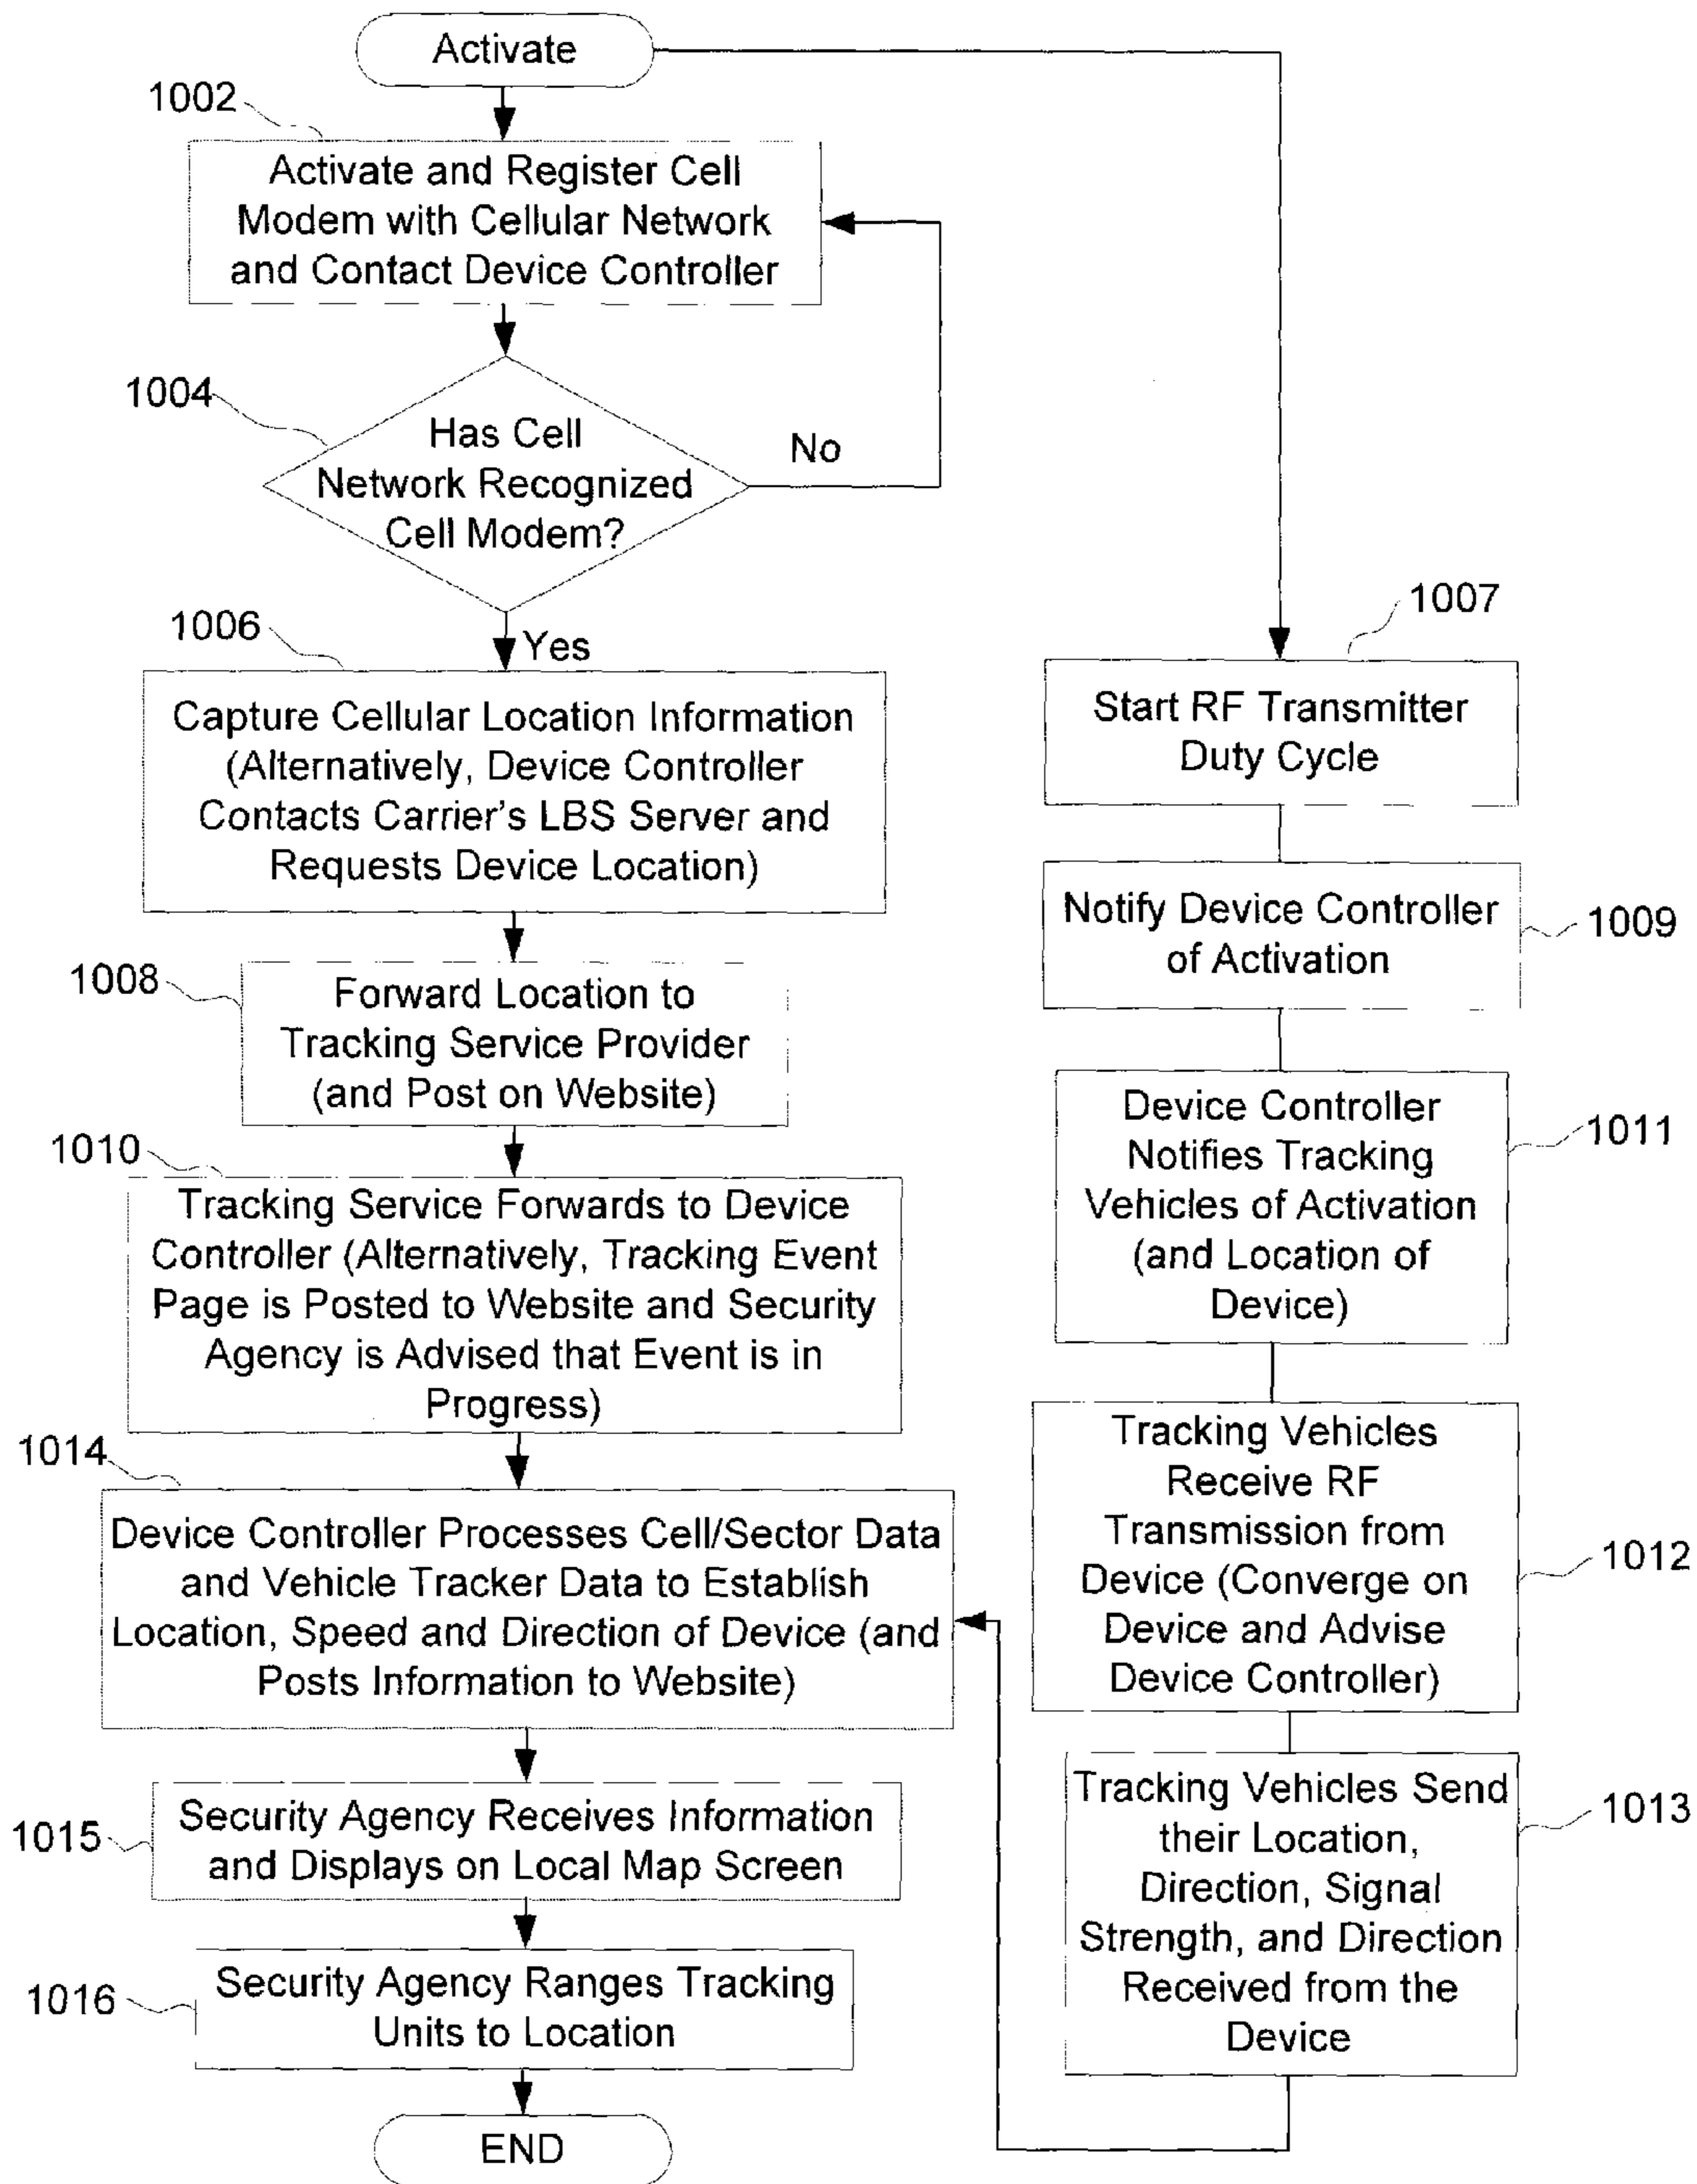 Activate
1002
Activate and Register Cell
Modem with Cellular Network
and Contact Device Controller
1004
Has Cell
Network Recognized
Cell Modem?
No
Yes
1006
Capture Cellular Location Information
(Alternatively, Device Controller
Contacts Carrier's LBS Server and
Requests Device Location)
1008
Forward Location to
Tracking Service Provider
(and Post on Website)
1010
Tracking Service Forwards to Device
Controller (Alternatively, Tracking Event
Page is Posted to Website and Security
Agency is Advised that Event is in
Progress)
1014
Device Controller Processes Cell/Sector Data
and Vehicle Tracker Data to Establish
Location, Speed and Direction of Device (and
Posts Information to Website)
1015
Security Agency Receives Information
and Displays on Local Map Screen
1016
Security Agency Ranges Tracking
Units to Location
END
1007
Start RF Transmitter
Duty Cycle
1009
Notify Device Controller
of Activation
1011
Device Controller
Notifies Tracking
Vehicles of Activation
(and Location of
Device)
1012
Tracking Vehicles
Receive RF
Transmission from
Device (Converge on
Device and Advise
Device Controller)
1013
Tracking Vehicles Send
their Location,
Direction, Signal
Strength, and Direction
Received from the
Device